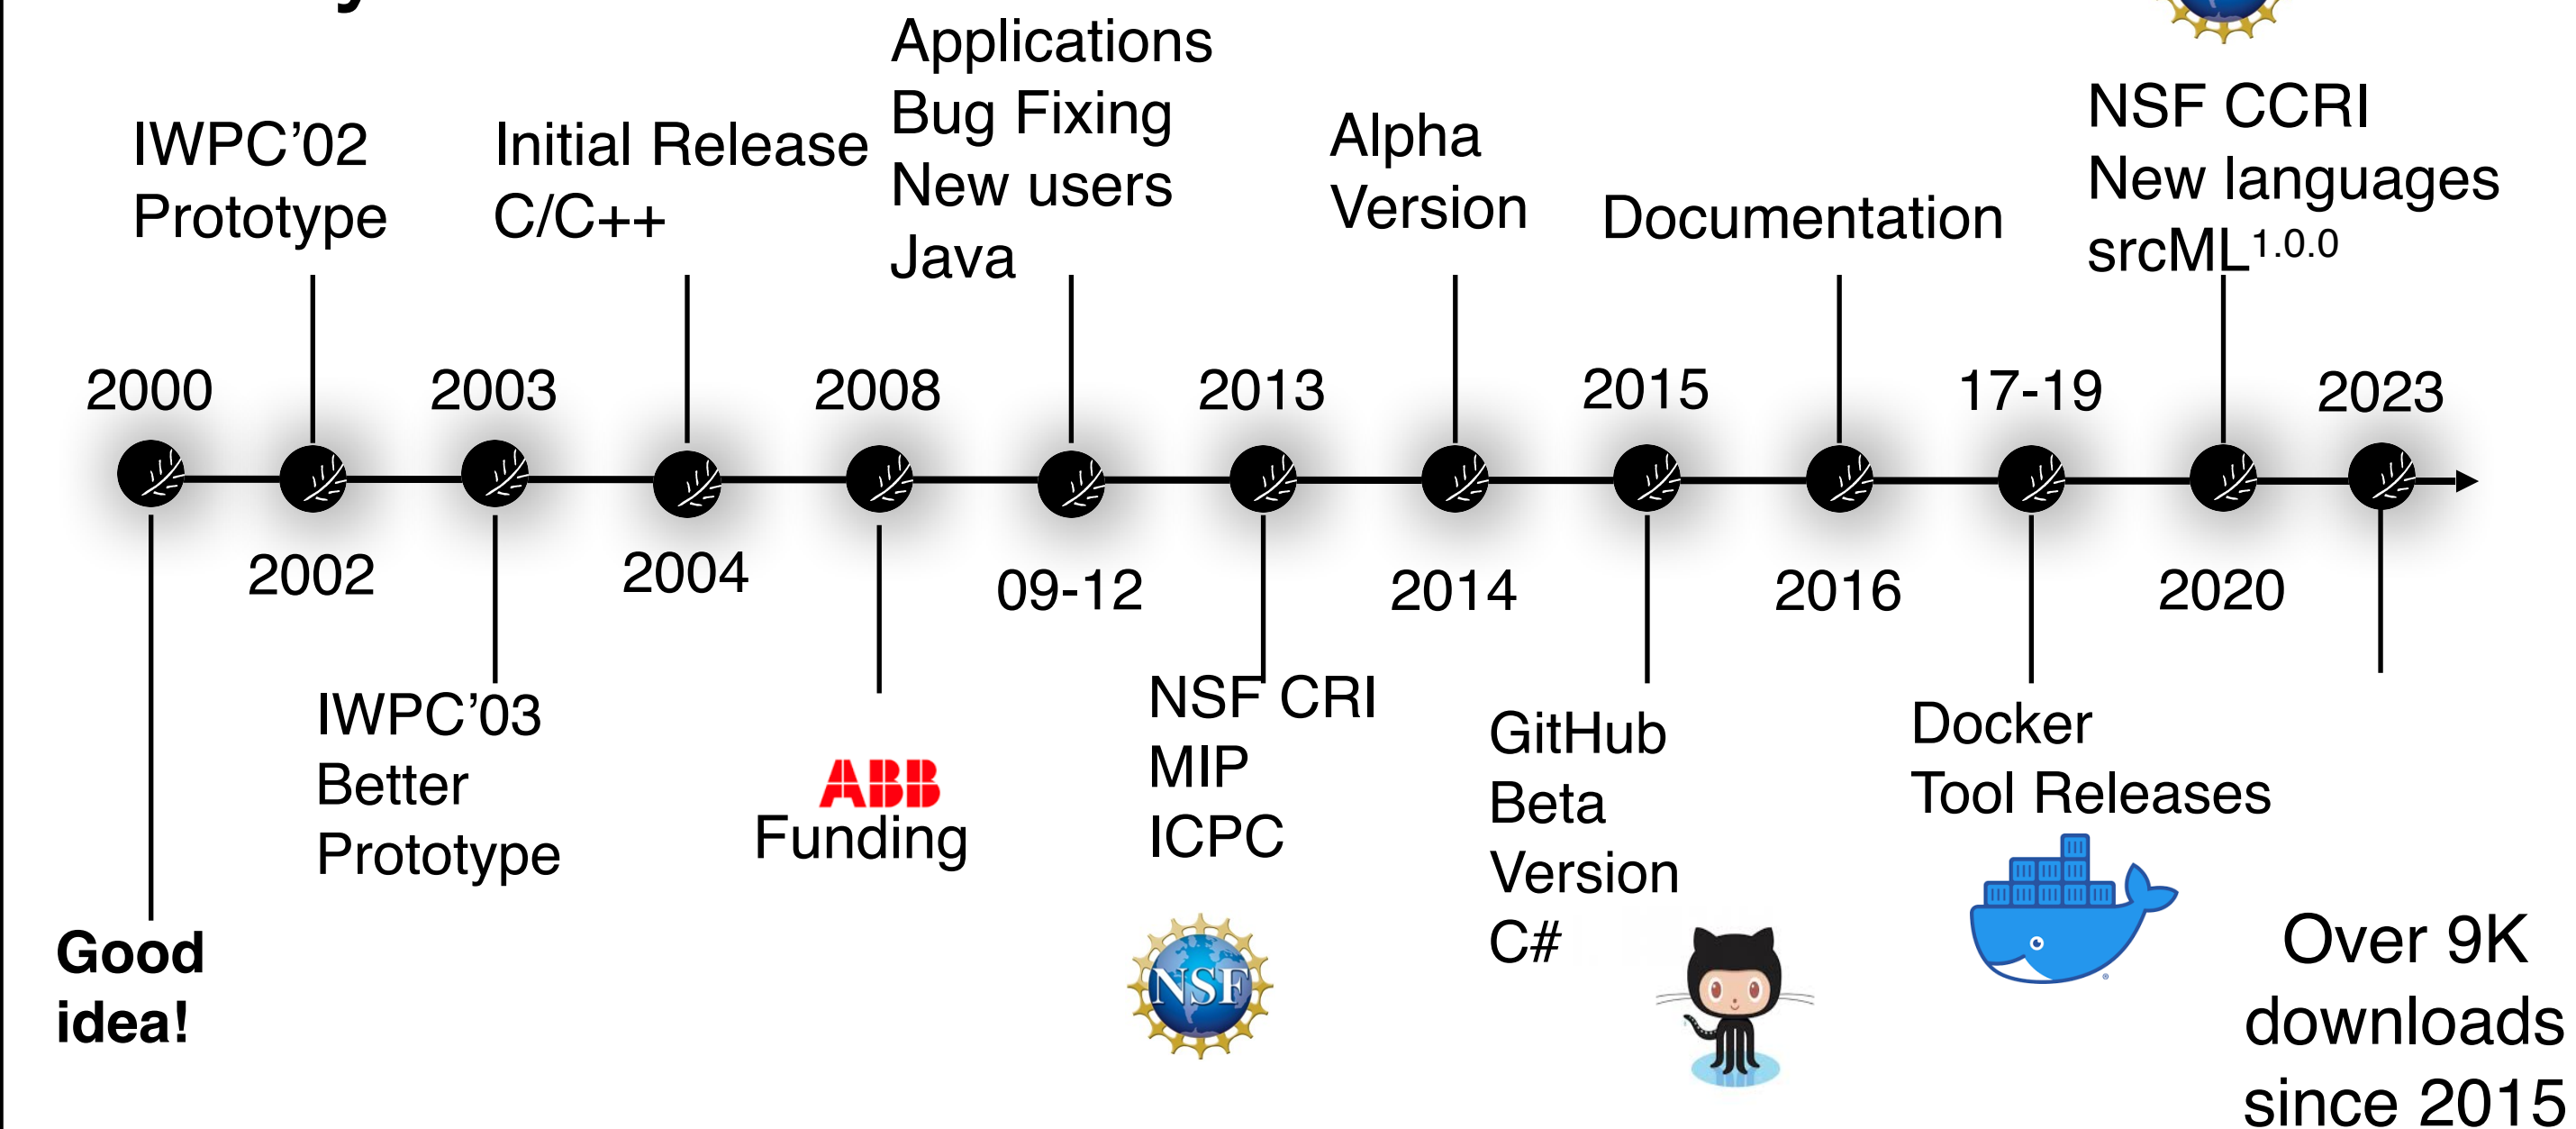 Applications
Bug Fixing
New users
Java
IWPC’02
Prototype
Initial Release
C/C++
Alpha
Version
Documentation
NSF CCRI
New languages
srcML1.0.0
2000
2003
2008
2013
2015
17-19
2023
2002
2004
09-12
2014
2016
2020
Good
idea!
IWPC’03
Better
Prototype
ABB
Funding
NSF CRI
MIP
ICPC
NSF
GitHub
Beta
Version
C#
Docker
Tool Releases
Over 9K
downloads
since 2015